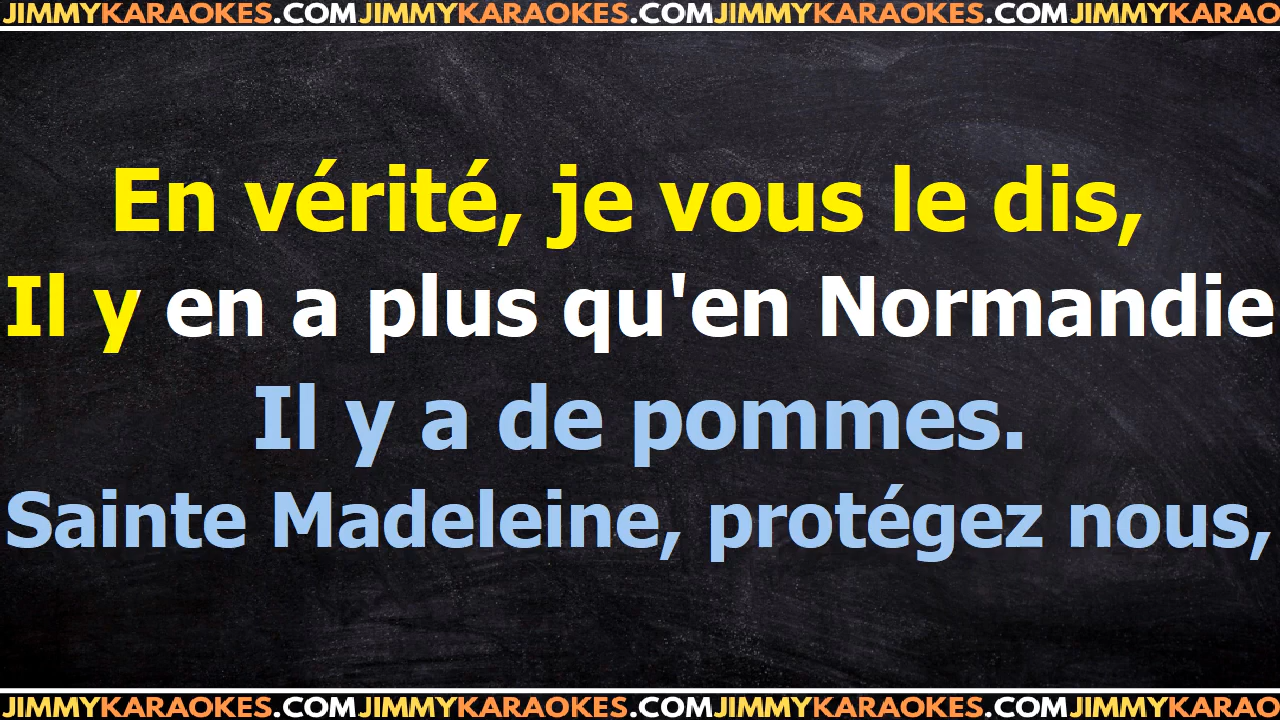 JIMMYKARAOKES.COMJIMMYKARAOKES.COMJIMMYKARAOKES.COMJIMMYKARAO
En vérité, je vous le dis,
Il y en a plus qu'en Normandie
Il y a de pommes.
Sainte Madeleine, protégez nous,
JIMMYKARAOKES.COMJIMMYKARAOKES.COMJIMMYKARAOKES.COMJIMMYKARAO